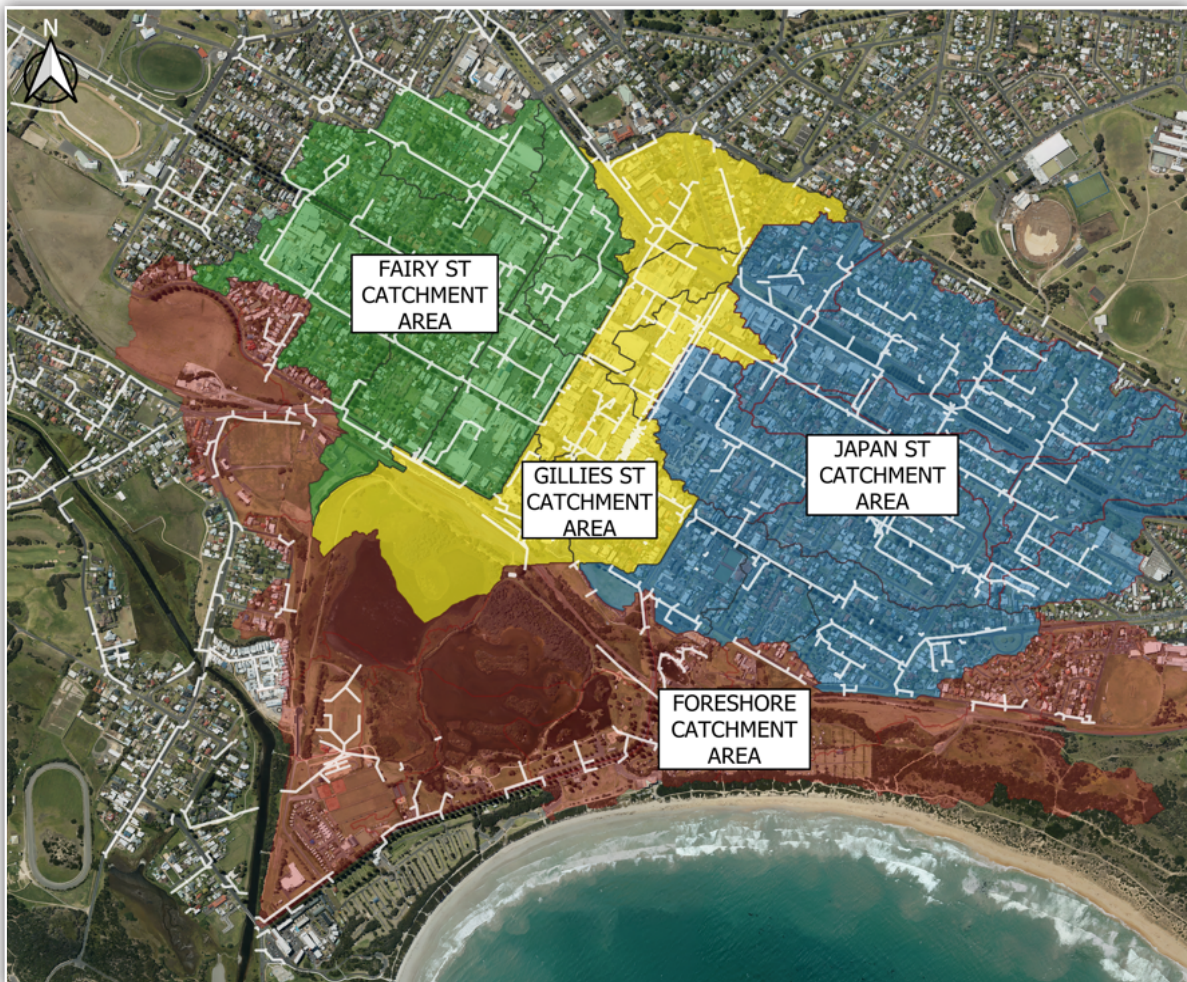 N
FAIRY ST
CATCHMENT
AREA
GILLIES ST
CATCHMENT
AREA
JAPAN ST
CATCHMENT
AREA
FORESHORE
CATCHMENT
AREA